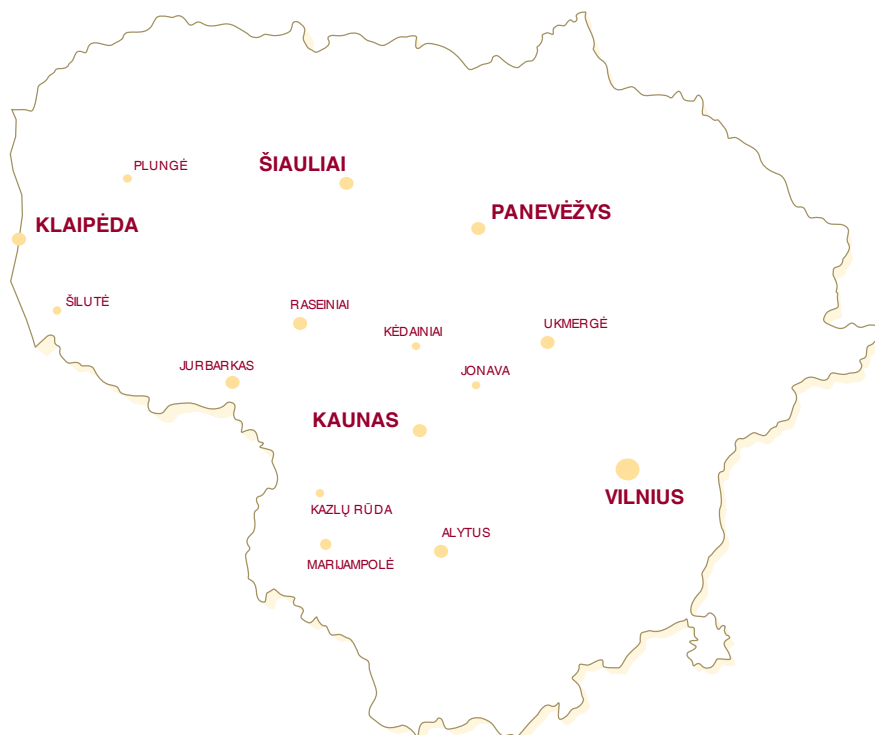 PLUNGĖ
ŠIAULIAI
PANEVĖŽYS
KLAIPĖDA
ŠILUTĖ
RASEINIAI
KĖDAINIAI
UKMERGĖ
JURBARKAS
JONAVA
KAUNAS
VILNIUS
KAZLŲ RŪDA
ALYTUS
MARIJAMPOLĖ